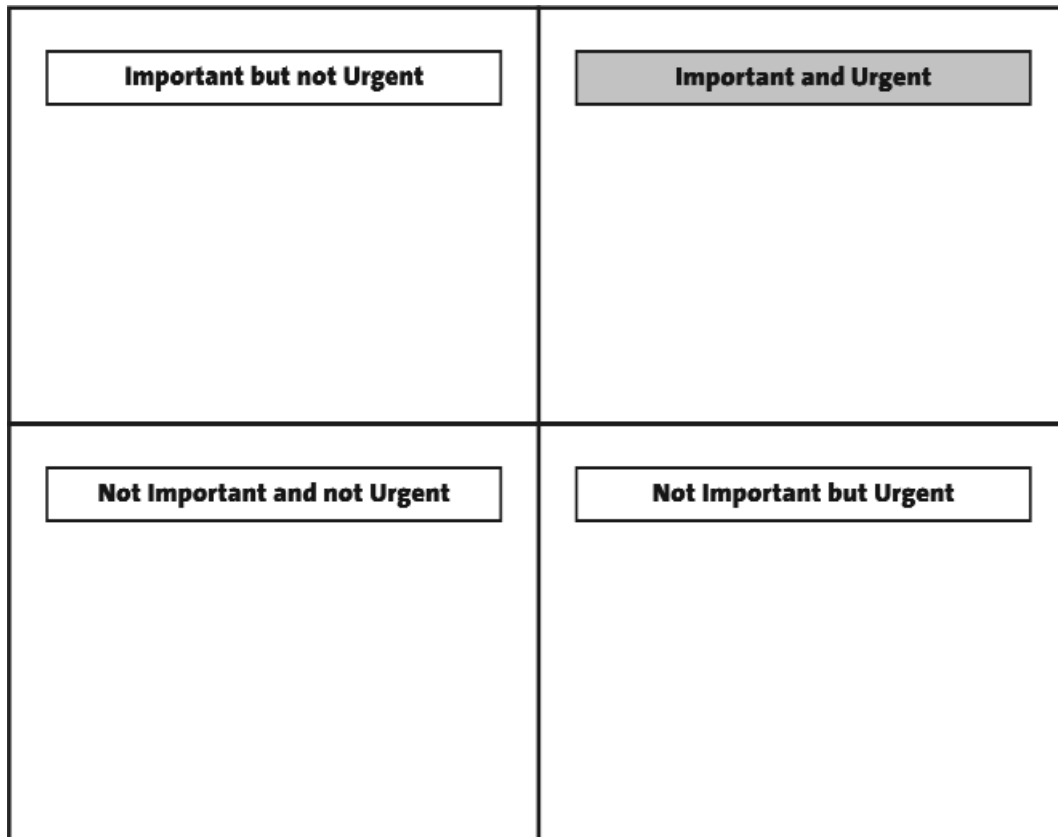 Important but not Urgent
Important and Urgent
Not Important and not Urgent
Not Important but Urgent